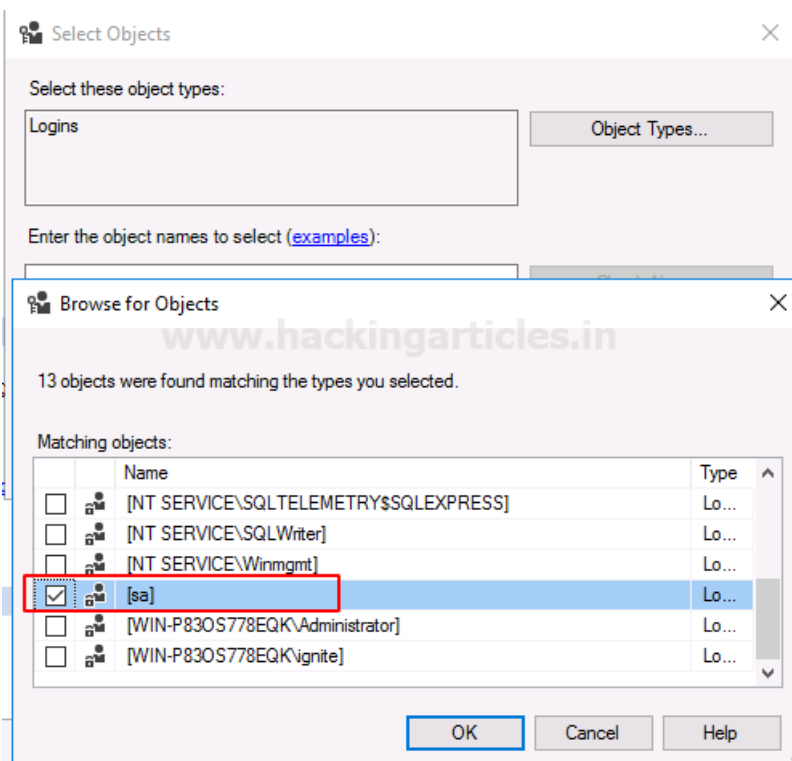 Select Objects
Select these object types:
Logins
Object Types...
Enter the object names to select (examples):
Browse for Objects
www.hackingarticles.in
13 objects were found matching the types you selected.
Matching objects:
Name Type
[NT SERVICE\SQLTELEMETRY$SQLEXPRESS] Lo...
[NT SERVICE\SQLWriter] Lo...
[NT SERVICE\Winmgmt] Lo...
[sa] Lo...
[WIN-P83OS778EQK\Administrator] Lo...
[WIN-P83OS778EQK\ignite] Lo...
OK Cancel Help